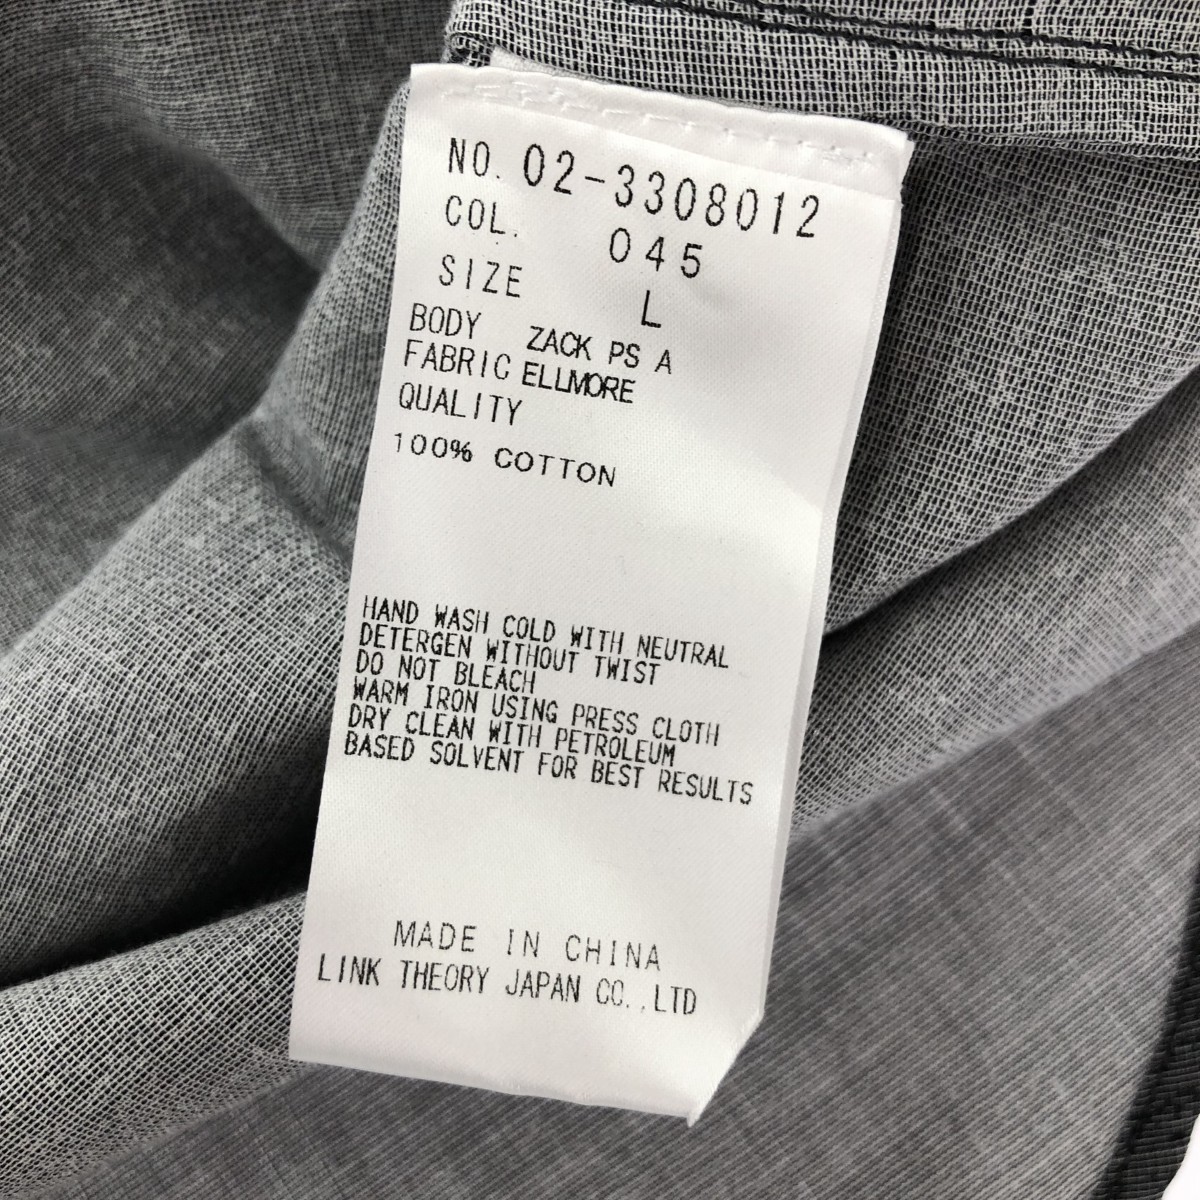 NO. 02-3308012
COL. 045
SIZE L
BODY ZACK PS A
FABRIC ELLMORE
QUALITY
100% COTTON
HAND WASH COLD WITH NEUTRAL
DETERGEN WITHOUT TWIST
DO NOT BLEACH
WARM IRON USING PRESS CLOTH
DRY CLEAN WITH PETROLEUM
BASED SOLVENT FOR BEST RESULTS
MADE IN CHINA
LINK THEORY JAPAN CO.,LTD